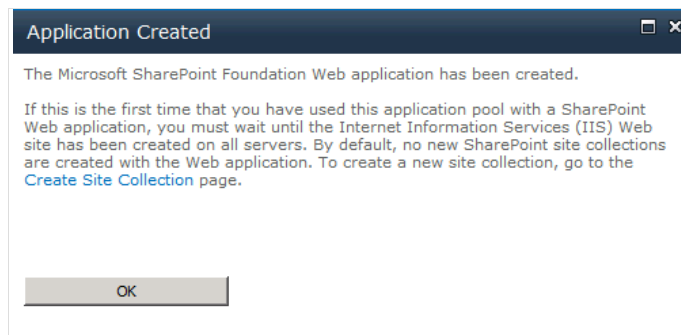 Application Created
The Microsoft SharePoint Foundation Web application has been created.
If this is the first time that you have used this application pool with a SharePoint
Web application, you must wait until the Internet Information Services (IIS) Web
site has been created on all servers. By default, no new SharePoint site collections
are created with the Web application. To create a new site collection, go to the
Create Site Collection page.
OK